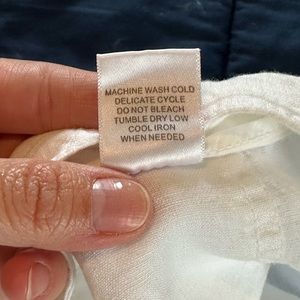 MACHINE WASH COLD
DELICATE CYCLE
DO NOT BLEACH
TUMBLE DRY LOW
COOL IRON
WHEN NEEDED